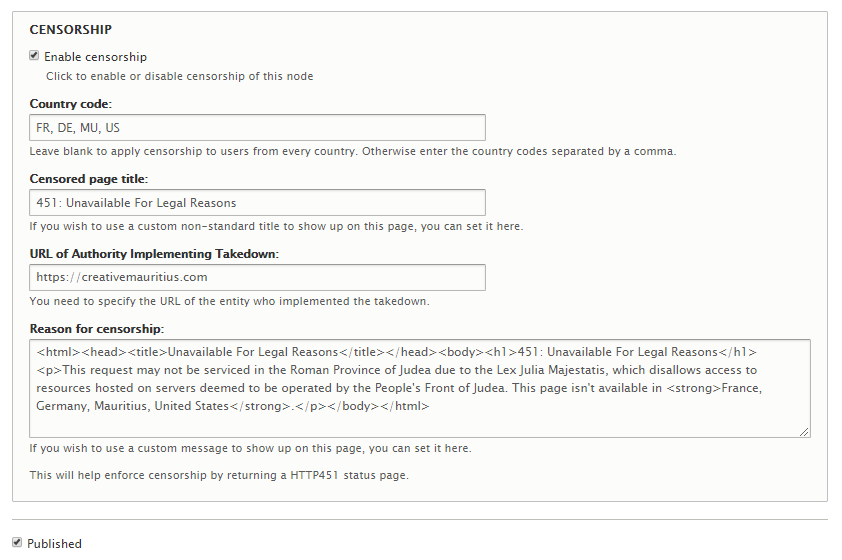 CENSORSHIP
Enable censorship
Click to enable or disable censorship of this node
Country code:
FR, DE, MU, US
Leave blank to apply censorship to users from every country. Otherwise enter the country codes separated by a comma.
Censored page title:
451: Unavailable For Legal Reasons
If you wish to use a custom non-standard title to show up on this page, you can set it here.
URL of Authority Implementing Takedown:
https://creativemauritius.com
You need to specify the URL of the entity who implemented the takedown.
Reason for censorship:
<html><head><title>Unavailable For Legal Reasons</title></head><body><h1>451: Unavailable For Legal Reasons</h1>
<p>This request may not be serviced in the Roman Province of Judea due to the Lex Julia Majestatis, which disallows access to
resources hosted on servers deemed to be operated by the People's Front of Judea. This page isn't available in <strong>France,
Germany, Mauritius, United States</strong>.</p></body></html>
If you wish to use a custom message to show up on this page, you can set it here.
This will help enforce censorship by returning a HTTP451 status page.
Published